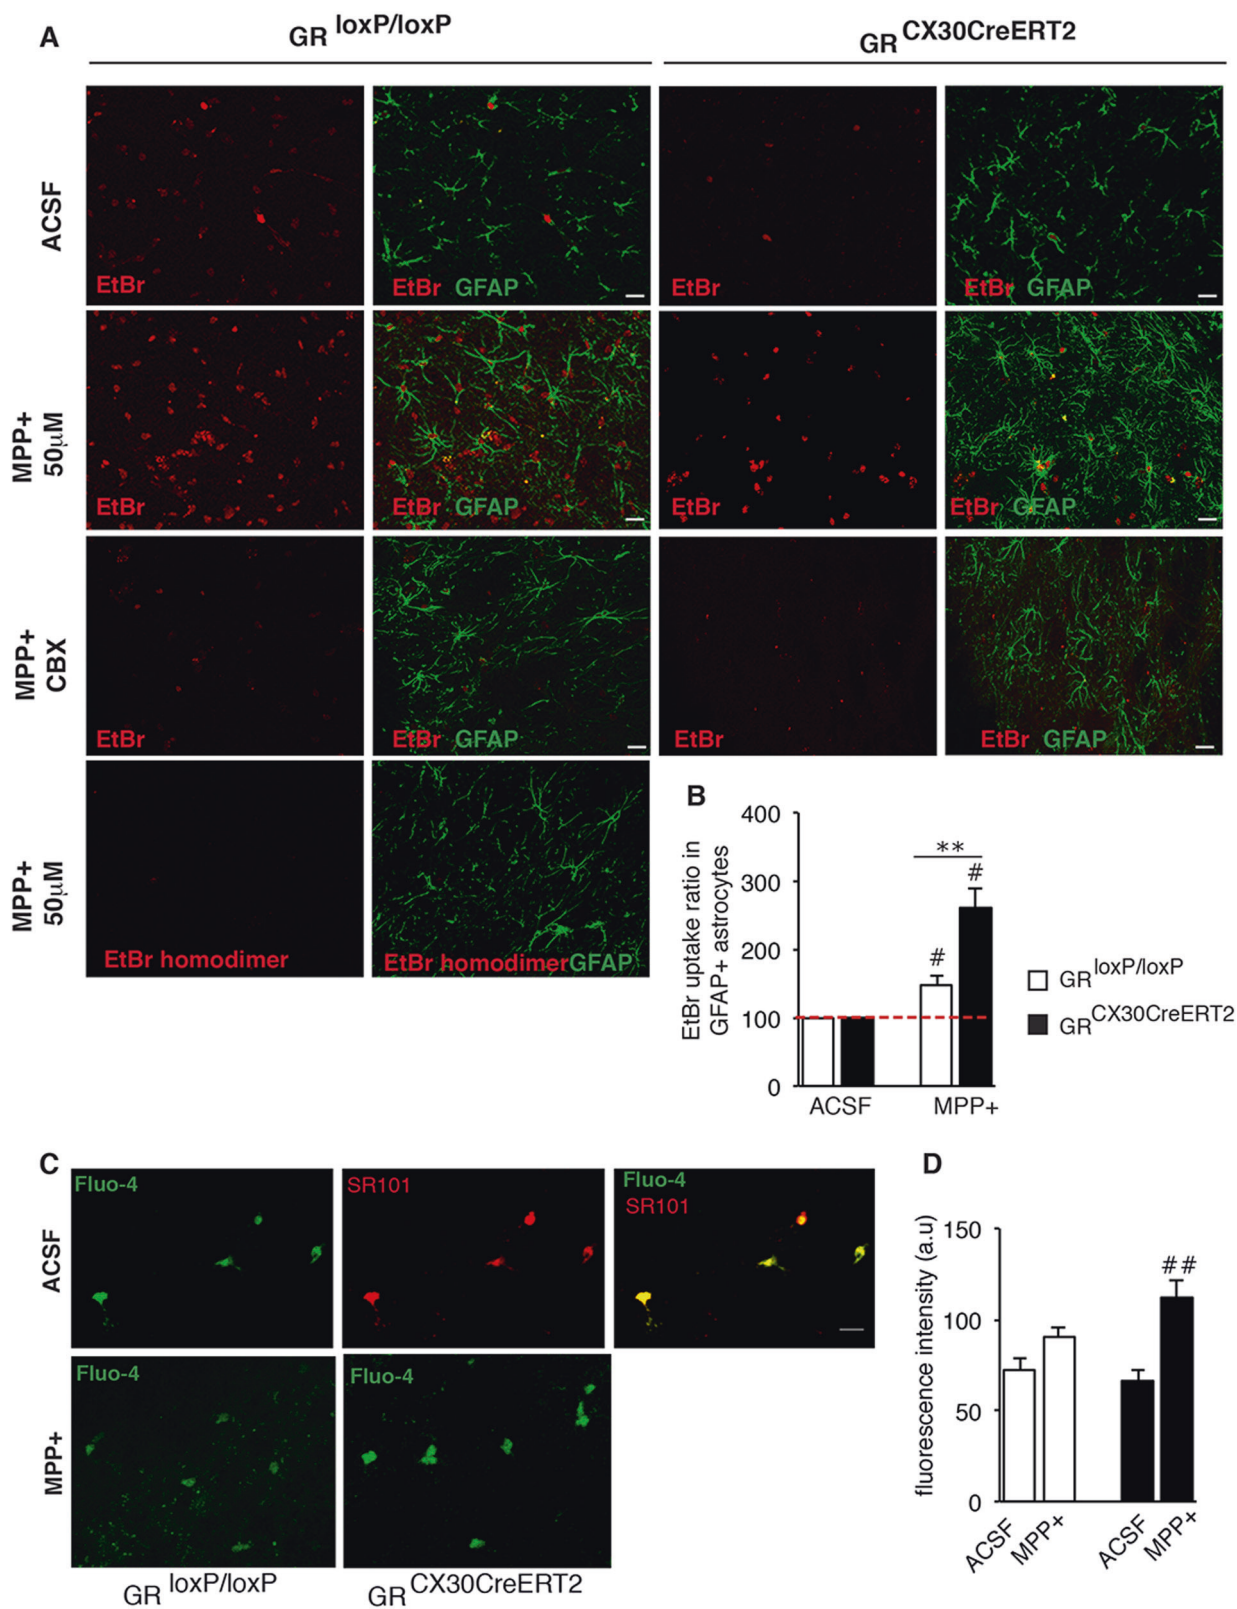 A
GR loxP/loxP
GR CX30CreERT2
ACSF
EtBr
EtBr GFAP
EtBr
EtBr GFAP
MPP+
50µM
EtBr
EtBr GFAP
EtBr
EtBr GFAP
MPP+
CBX
EtBr
EtBr GFAP
EtBr
EtBr GFAP
MPP+
50µM
EtBr homodimer
EtBr homodimerGFAP
B
EtBr uptake ratio in
GFAP+ astrocytes
400
300
200
100
0
**
#
#
ACSF
MPP+
GR loxP/loxP
GR CX30CreERT2
C
ACSF
Fluo-4
SR101
Fluo-4
SR101
MPP+
Fluo-4
Fluo-4
GR loxP/loxP
GR CX30CreERT2
D
fluorescence intensity (a.u)
150
100
50
0
##
ACSF
MPP+
ACSF
MPP+